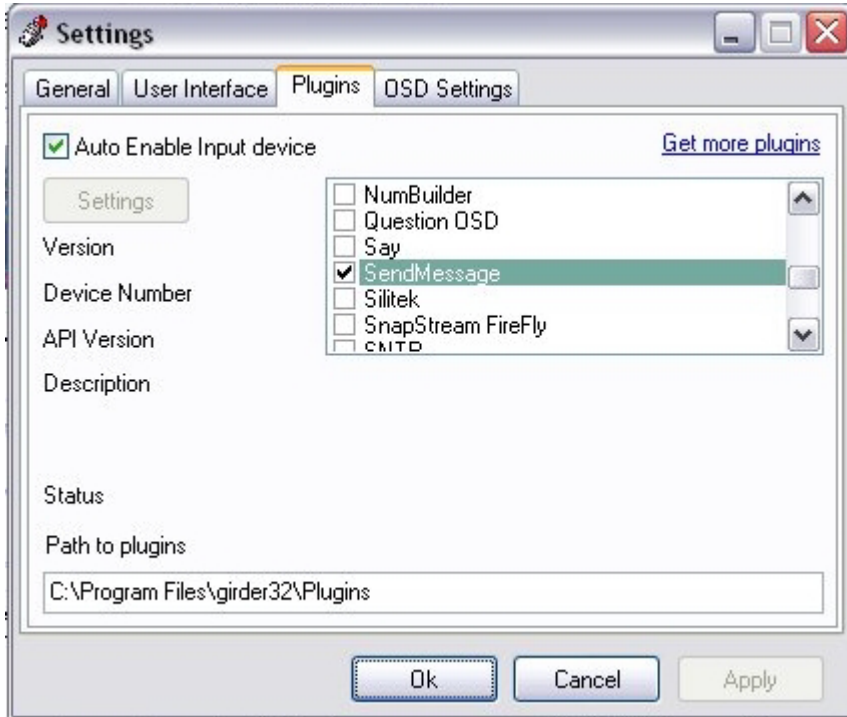 Settings
General User Interface Plugins OSD Settings
Auto Enable Input device
Get more plugins
Settings
NumBuilder
Question OSD
Say
SendMessage
Silitek
SnapStream FireFly
SNTP
Version
Device Number
API Version
Description
Status
Path to plugins
C:\Program Files\girder32\Plugins
Ok Cancel Apply